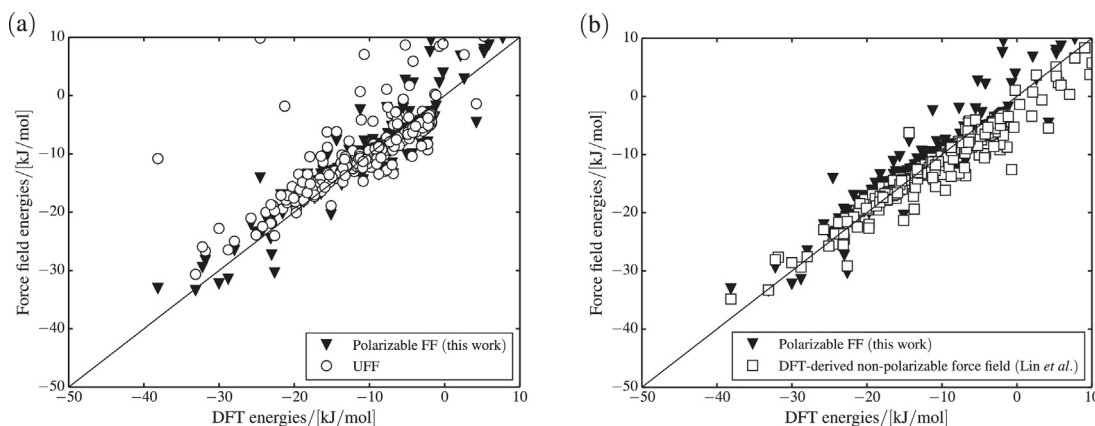 (a)
10
0
−10
−20
−30
−40
−50
Force field energies/[kJ/mol]
−50 −40 −30 −20 −10 0 10
DFT energies/[kJ/mol]
Polarizable FF (this work)
UFF
(b)
10
0
−10
−20
−30
−40
−50
Force field energies/[kJ/mol]
−50 −40 −30 −20 −10 0 10
DFT energies/[kJ/mol]
Polarizable FF (this work)
DFT-derived non-polarizable force field (Lin et al.)